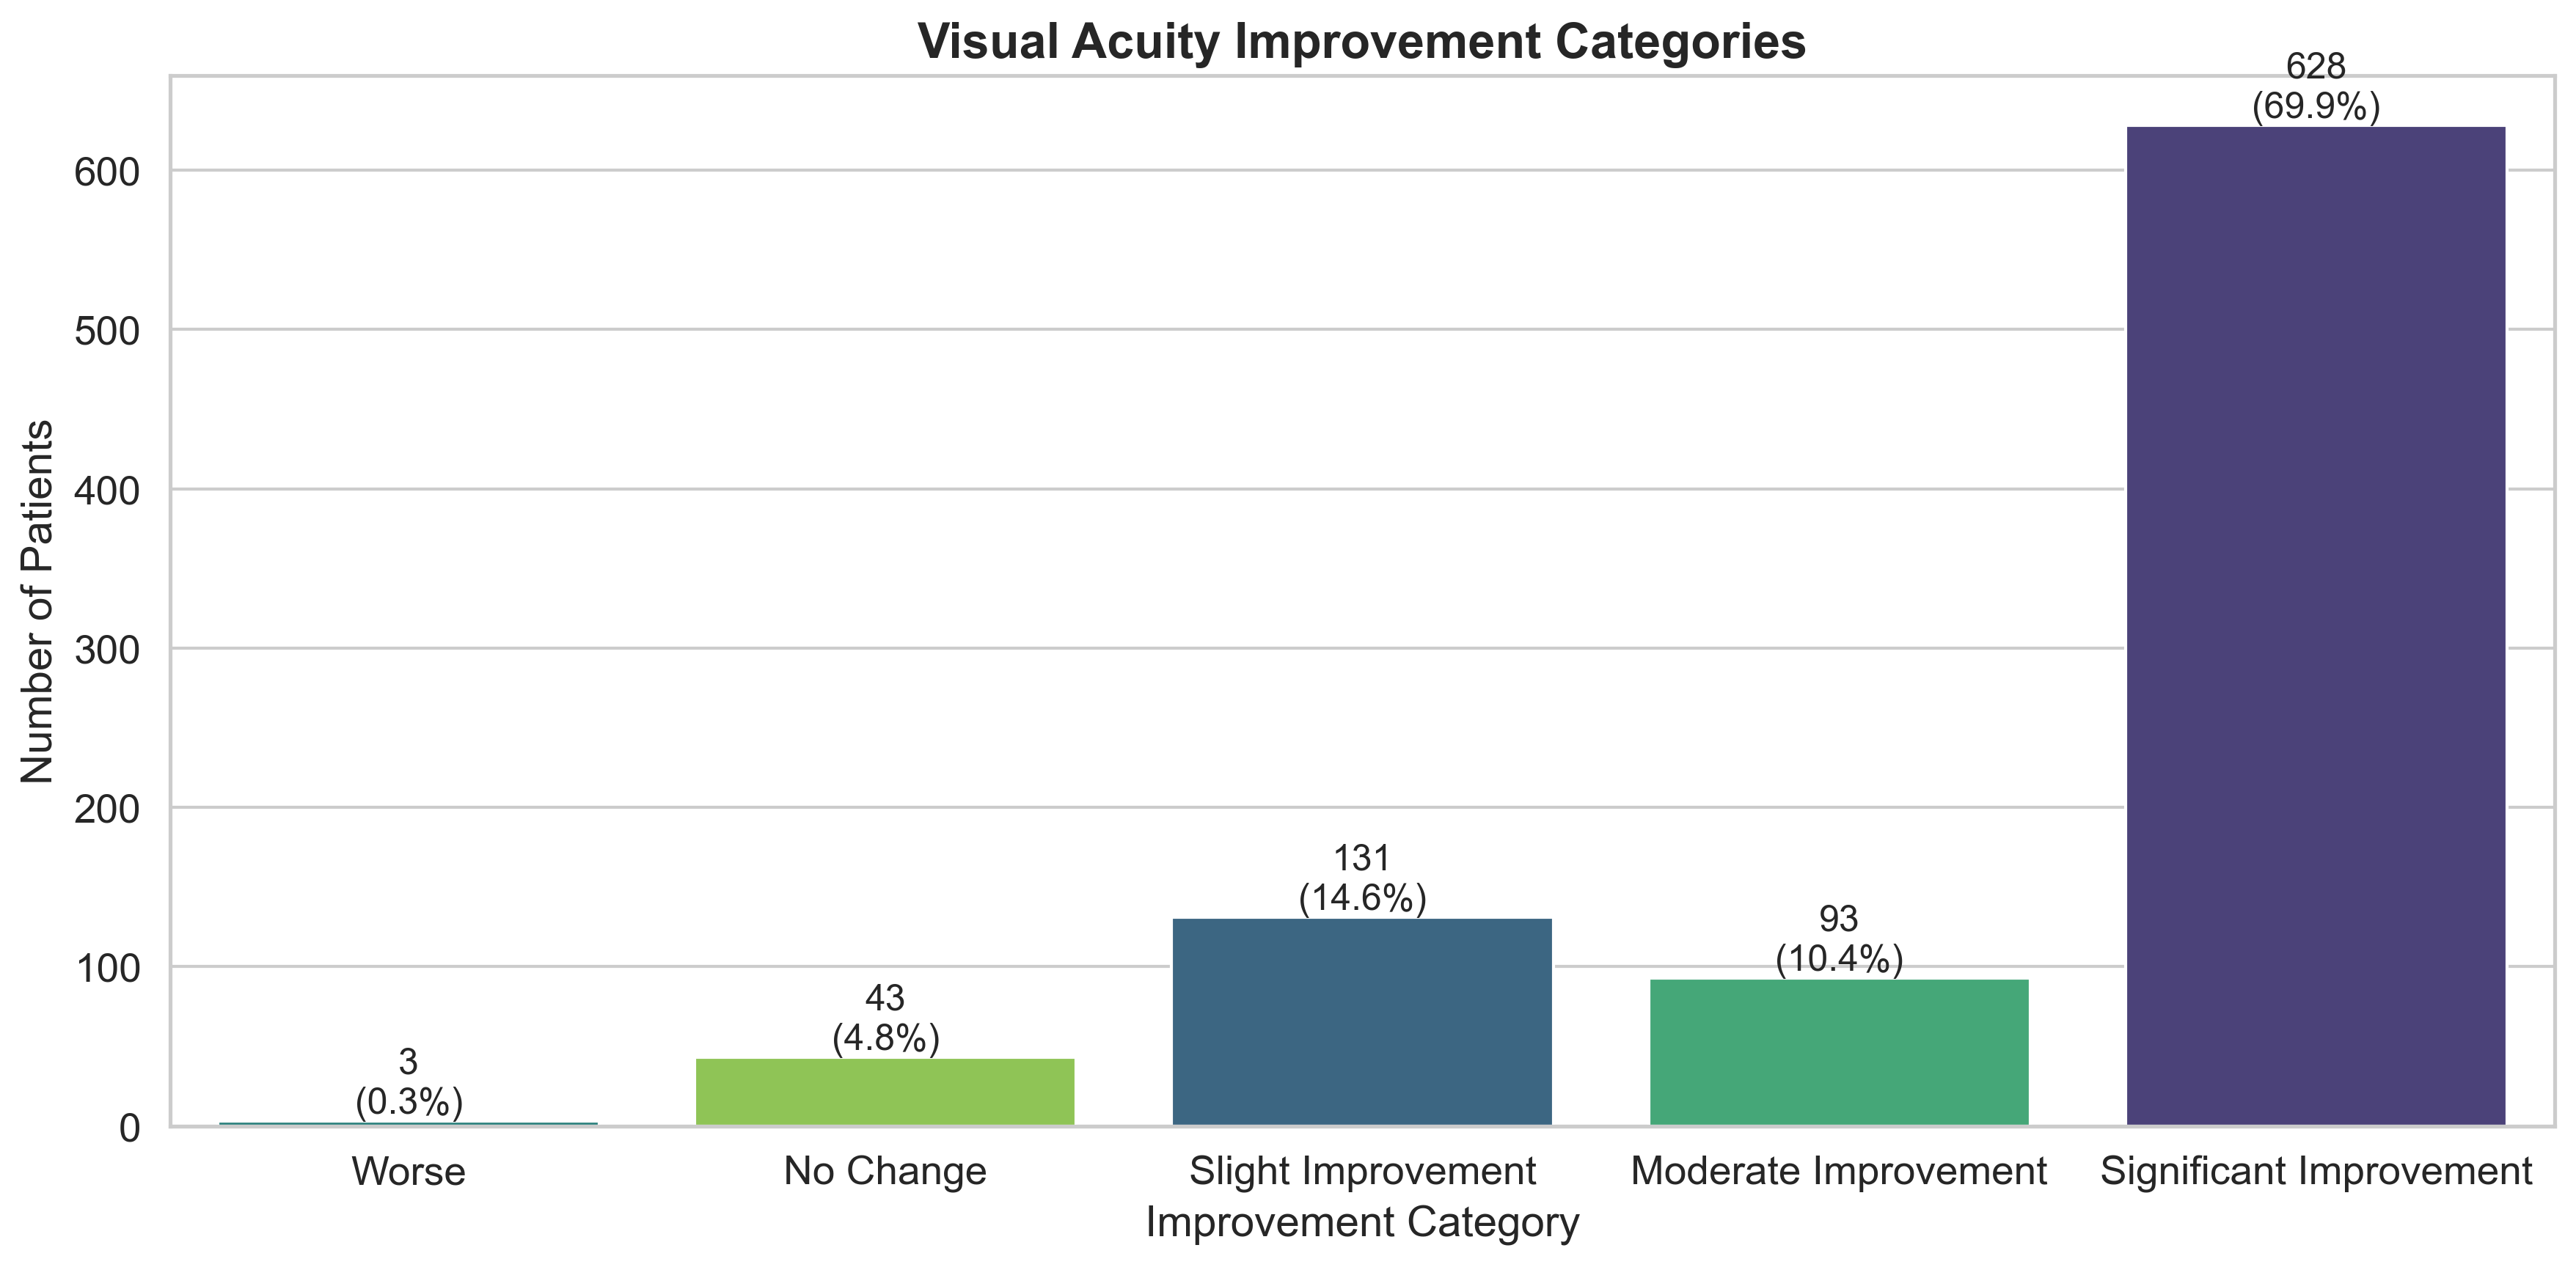 Visual Acuity Improvement Categories
628
(69.9%)
600
500
400
300
200
100
0
Number of Patients
131
(14.6%)
93
(10.4%)
43
(4.8%)
3
(0.3%)
Worse
No Change
Slight Improvement
Moderate Improvement
Significant Improvement
Improvement Category